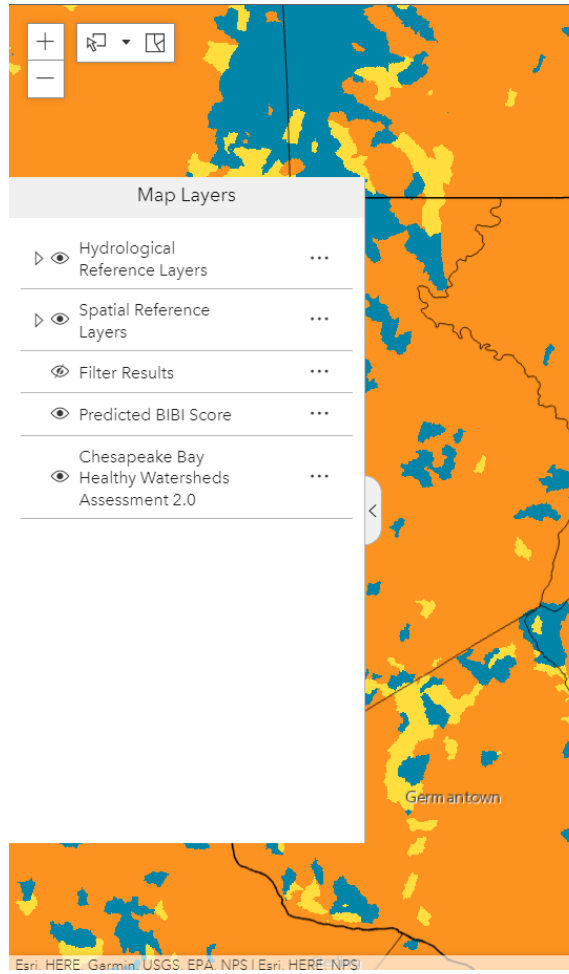 Map Layers
Hydrological
Reference Layers
Spatial Reference
Layers
Filter Results
Predicted BIBI Score
Chesapeake Bay
Healthy Watersheds
Assessment 2.0
Germantown
Esri, HERE, Garmin, USGS, EPA, NPS | Esri, HERE, NPS